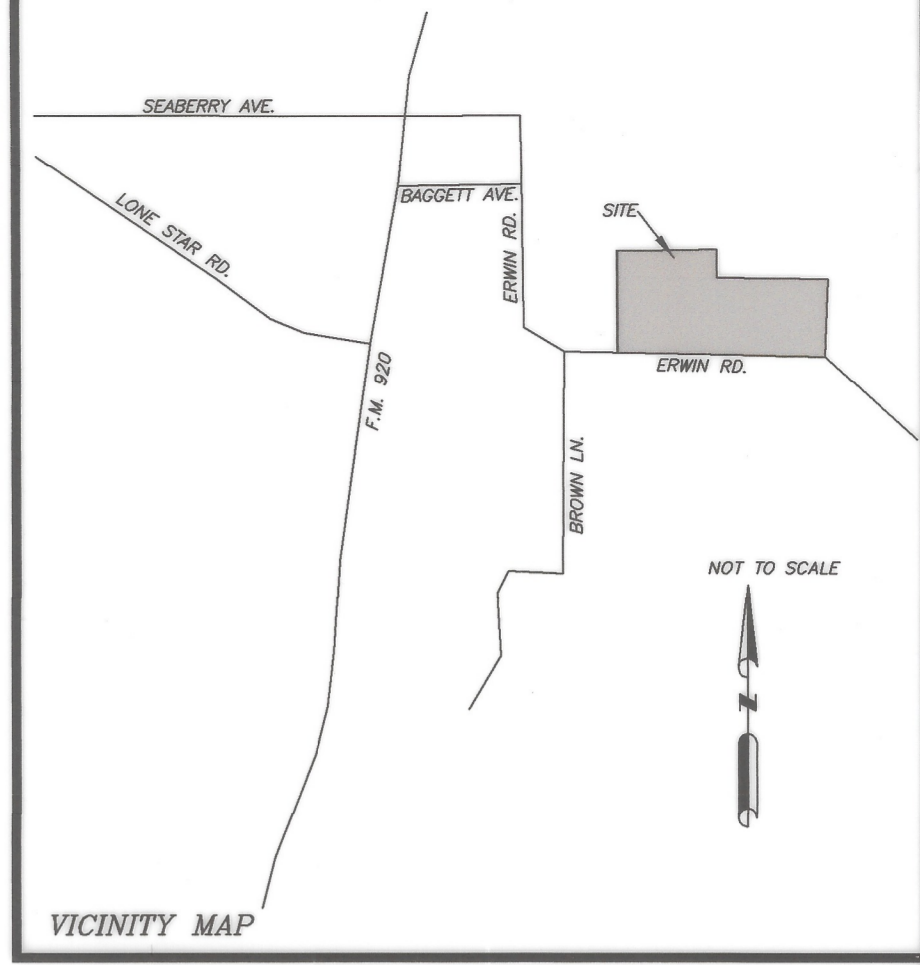 SEABERRY AVE.
LONE STAR RD.
BAGGETT AVE.
ERWIN RD.
SITE
ERWIN RD.
F.M. 920
BROWN LN.
NOT TO SCALE
N
VICINITY MAP